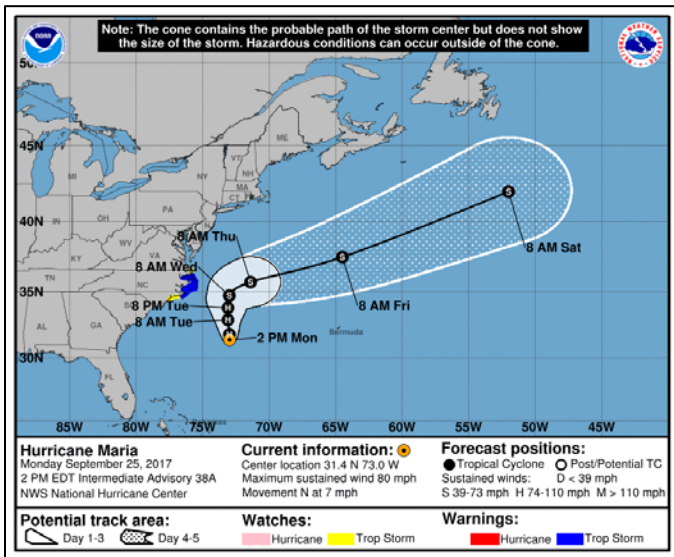 Note: The cone contains the probable path of the storm center but does not show
the size of the storm. Hazardous conditions can occur outside of the cone.
NOAA
50N
45N
40N
35N
30N
ME
VT
NH
MA
CT
NY
MI
PA
OH
IN
WV
VA
KY
TN
NC
SC
AL
GA
FL
8 AM Thu
8 AM Wed
8 PM Tue
8 AM Tue
2 PM Mon
8 AM Fri
8 AM Sat
S
S
S
S
H
H
H
Bermuda
Bahamas
85W 80W 75W 70W 65W 60W 55W 50W 45W
Hurricane Maria
Monday September 25, 2017
2 PM EDT Intermediate Advisory 38A
NWS National Hurricane Center
Current information:
Center location 31.4 N 73.0 W
Maximum sustained wind 80 mph
Movement N at 7 mph
Forecast positions:
Tropical Cyclone Post/Potential TC
Sustained winds: D < 39 mph
S 39-73 mph H 74-110 mph M > 110 mph
Potential track area:
Day 1-3 Day 4-5
Watches:
Hurricane Trop Storm
Warnings:
Hurricane Trop Storm